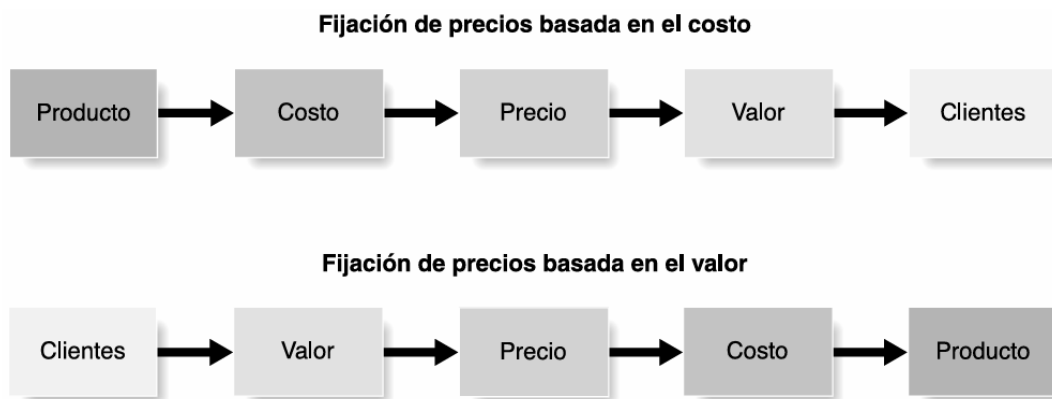 Fijación de precios basada en el costo
Producto
Costo
Precio
Valor
Clientes
Fijación de precios basada en el valor
Clientes
Valor
Precio
Costo
Producto